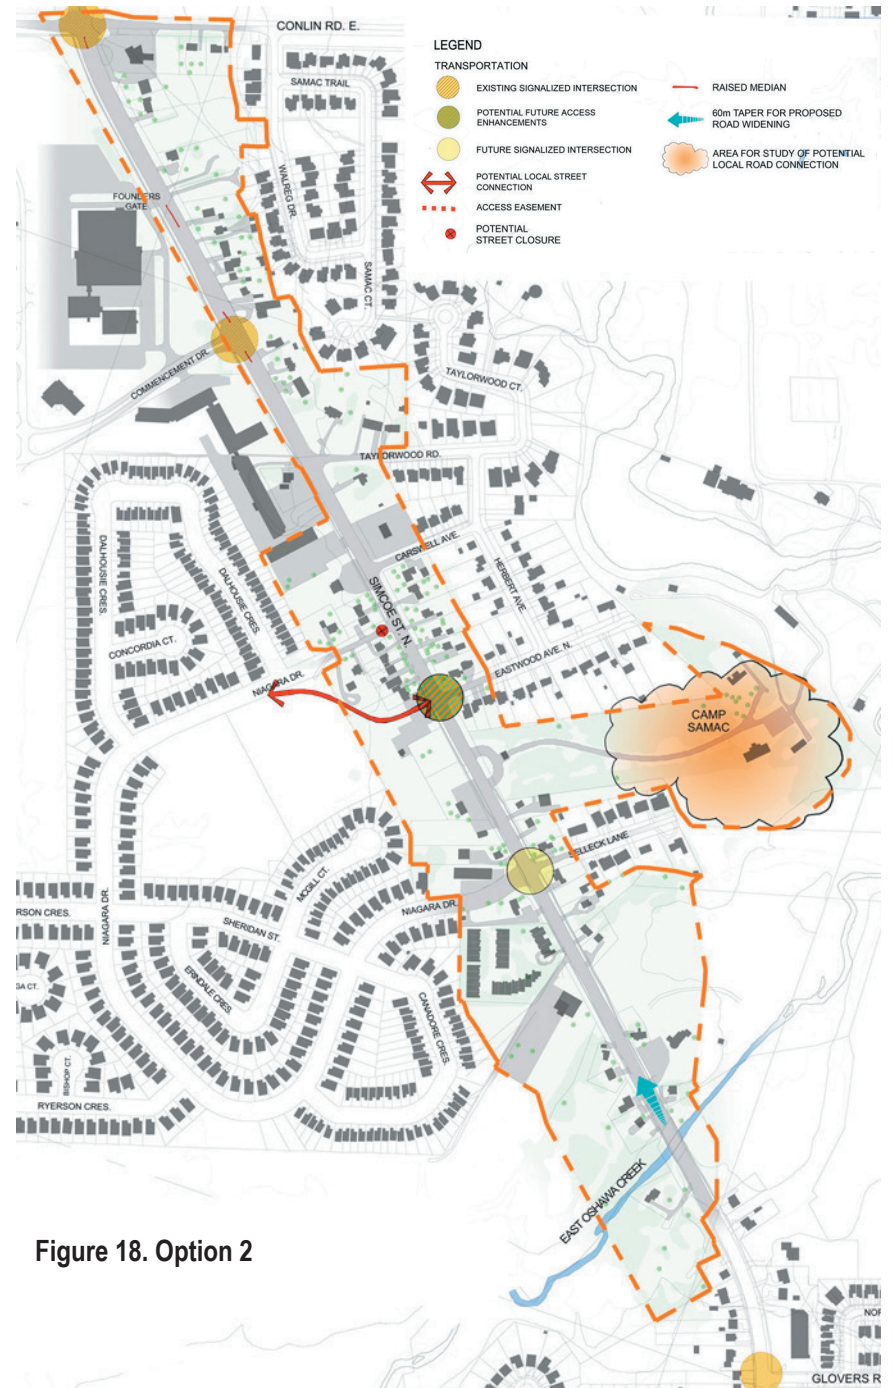 CONLIN RD. E.
LEGEND
TRANSPORTATION
EXISTING SIGNALIZED INTERSECTION
POTENTIAL FUTURE ACCESS
ENHANCEMENTS
FUTURE SIGNALIZED INTERSECTION
POTENTIAL LOCAL STREET
CONNECTION
ACCESS EASEMENT
POTENTIAL
STREET CLOSURE
RAISED MEDIAN
60m TAPER FOR PROPOSED
ROAD WIDENING
AREA FOR STUDY OF POTENTIAL
LOCAL ROAD CONNECTION
SAMAC TRAIL
WALREG DR.
FOUNDERS
GATE
SAMAC CT.
COMMENCEMENT DR.
TAYLORWOOD CT.
TAYLORWOOD RD.
DALHOUSIE CRES.
DALHOUSIE CRES.
CARSWELL AVE.
HERBERT AVE.
SIMCOE ST. N.
CONCORDIA CT.
NIAGARA DR.
EASTWOOD AVE. N.
CAMP
SAMAC
SELLECK LANE
MCGILL CT.
NIAGARA DR.
RSON CRES.
NIAGARA DR.
SHERIDAN ST.
ERINDALE CRES.
GA CT.
CANADORE CRES.
BISHOP CT.
RYERSON CRES.
EAST OSHAWA CREEK
Figure 18. Option 2
NOR
GLOVERS R